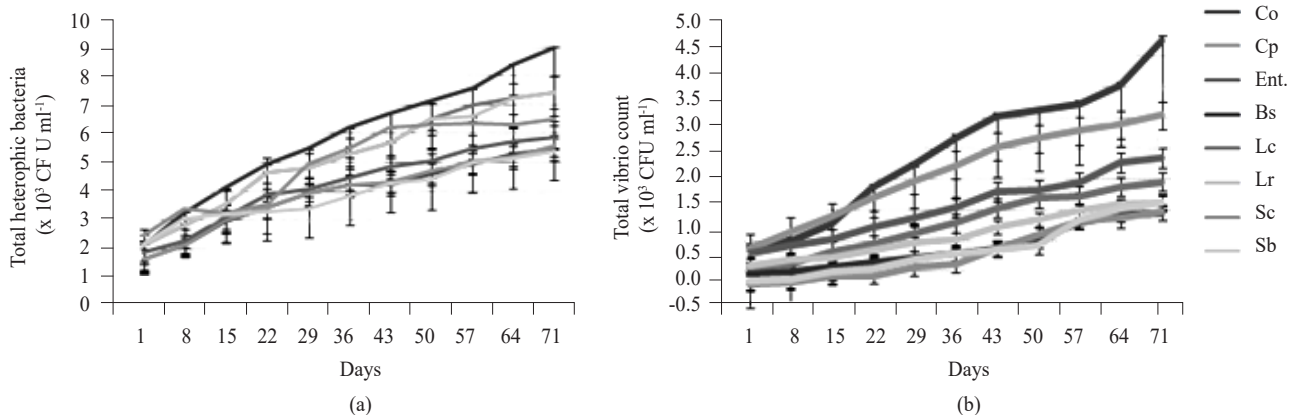 Total heterophic bacteria
(x 10³ CF U ml⁻¹)
10
9
8
7
6
5
4
3
2
1
0
1 8 15 22 29 36 43 50 57 64 71
Days
(a)
Total vibrio count
(x 10³ CFU ml⁻¹)
5.0
4.5
4.0
3.5
3.0
2.5
2.0
1.5
1.0
0.5
0.0
-0.5
1 8 15 22 29 36 43 50 57 64 71
Days
(b)
Co
Cp
Ent.
Bs
Lc
Lr
Sc
Sb